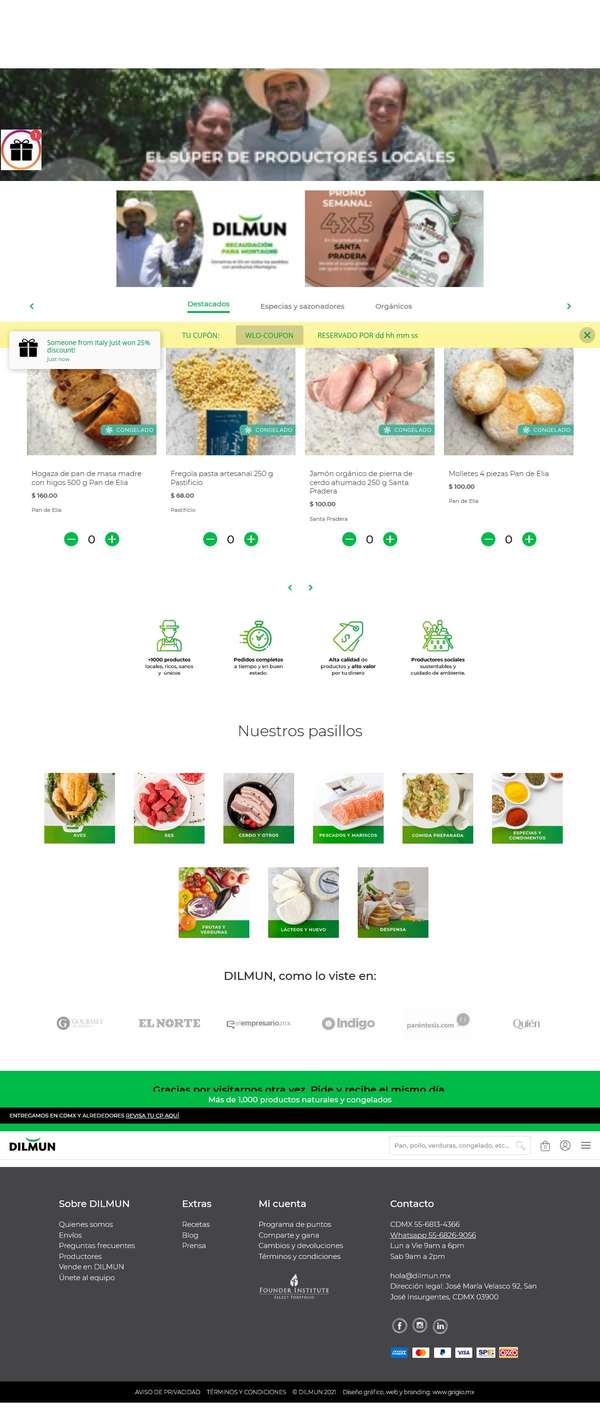 1
EL SÚPER DE PRODUCTORES LOCALES
DILMUN
RECAUDACIÓN
PARA MONTAGNE
PROMO
SEMANAL:
4x3
En los productos de
SANTA
PRADERA
Destacados
Especias y sazonadores
Orgánicos
TU CUPÓN:
WLO-COUPON
RESERVADO POR dd hh mm ss
Someone from Italy just won 25%
discount!
Just now
CONGELADO
CONGELADO
CONGELADO
CONGELADO
Hogaza de pan de masa madre
con higos 500 g Pan de Elia
$ 160.00
Pan de Elia
0
Fregola pasta artesanal 250 g
Pastificio
$ 68.00
Pastificio
0
Jamón orgánico de pierna de
cerdo ahumado 250 g Santa
Pradera
$ 100.00
Santa Pradera
0
Molletes 4 piezas Pan de Elia
$ 100.00
Pan de Elia
0
+1000 productos
locales, ricos, sanos
y únicos
Pedidos completos
a tiempo y en buen
estado.
Alta calidad de
productos y alto valor
por tu dinero
Productores sociales
sustentables y
cuidado de ambiente.
Nuestros pasillos
AVES
RES
CERDO Y OTROS
PESCADOS Y MARISCOS
COMIDA PREPARADA
ESPECIAS Y
CONDIMENTOS
FRUTAS Y
VERDURAS
LÁCTEOS Y HUEVO
DESPENSA
DILMUN, como lo viste en:
GOURMET
EL NORTE
elempresario.mx
Indigo
panintesis.com
Quién
Gracias por visitarnos otra vez. Pide y recibe el mismo día
Más de 1,000 productos naturales y congelados
ENTREGAMOS EN CDMX Y ALREDEDORES REVISA TU CP AQUÍ
DILMUN
Pan, pollo, verduras, congelado, etc...
0
Sobre DILMUN
Quienes somos
Envíos
Preguntas frecuentes
Productores
Vende en DILMUN
Únete al equipo
Extras
Recetas
Blog
Prensa
Mi cuenta
Programa de puntos
Comparte y gana
Cambios y devoluciones
Términos y condiciones
FOUNDER INSTITUTE
SELECT PORTFOLIO
Contacto
CDMX 55-6813-4366
Whatsapp 55-6826-9056
Lun a Vie 9am a 6pm
Sab 9am a 2pm
hola@dilmun.mx
Dirección legal: José María Velasco 92, San
José Insurgentes, CDMX 03900
VISA
SPEI
OXXO
AVISO DE PRIVACIDAD
TÉRMINOS Y CONDICIONES
© DILMUN 2021
Diseño gráfico, web y branding: www.grigio.mx